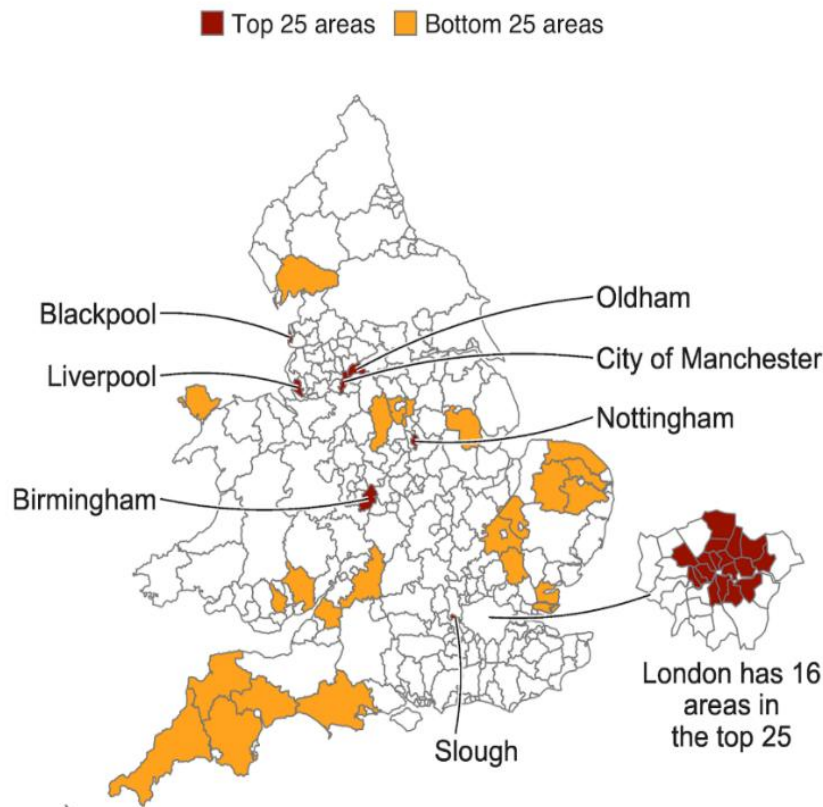 Top 25 areas
Bottom 25 areas
Blackpool
Oldham
Liverpool
City of Manchester
Nottingham
Birmingham
London has 16
areas in
the top 25
Slough